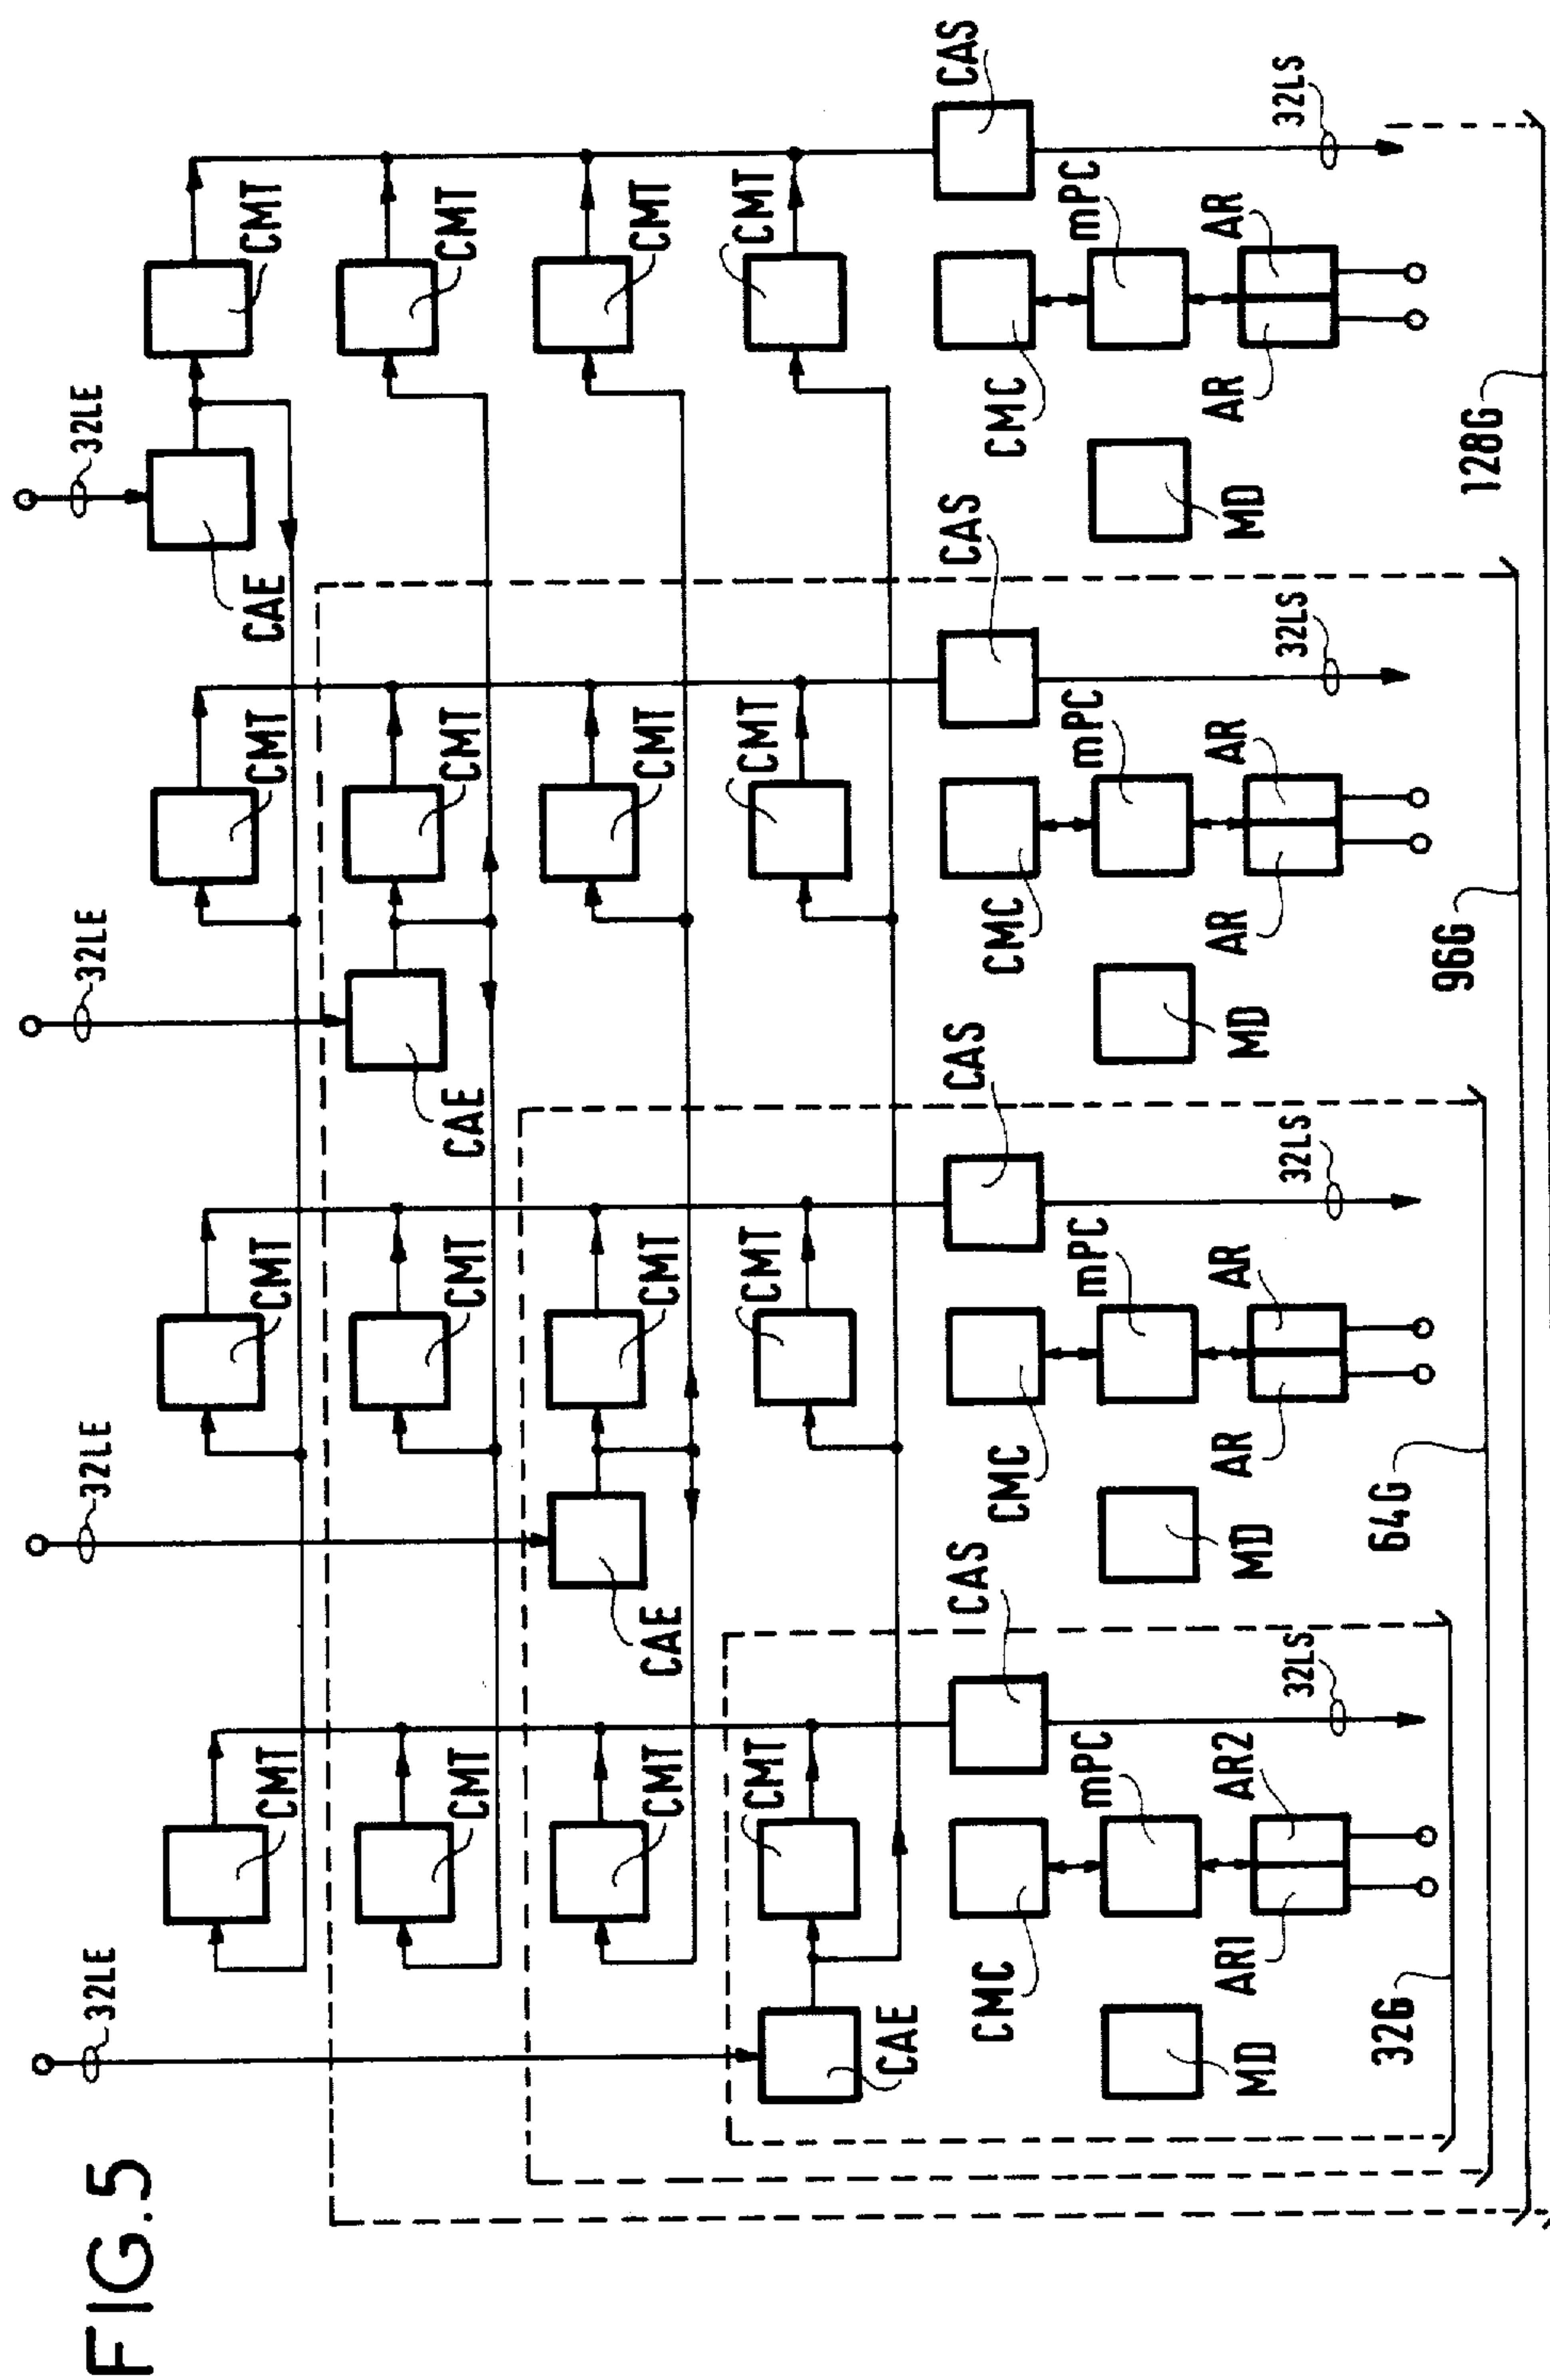 FIG.5
32LE 32LE 32LE 32LE
CMT CMT CMT CAE CMT
CMT CMT CAE CMT CMT
CMT CAE CMT CMT CMT
CMT CMT CMT CMT
CAE
CAS CAS CAS CAS
CMC CMC CMC CMC
mPC mPC mPC mPC
MD AR1 AR2 MD AR AR MD AR AR MD AR AR
32LS 32LS 32LS 32LS
32G
64G
96G
128G